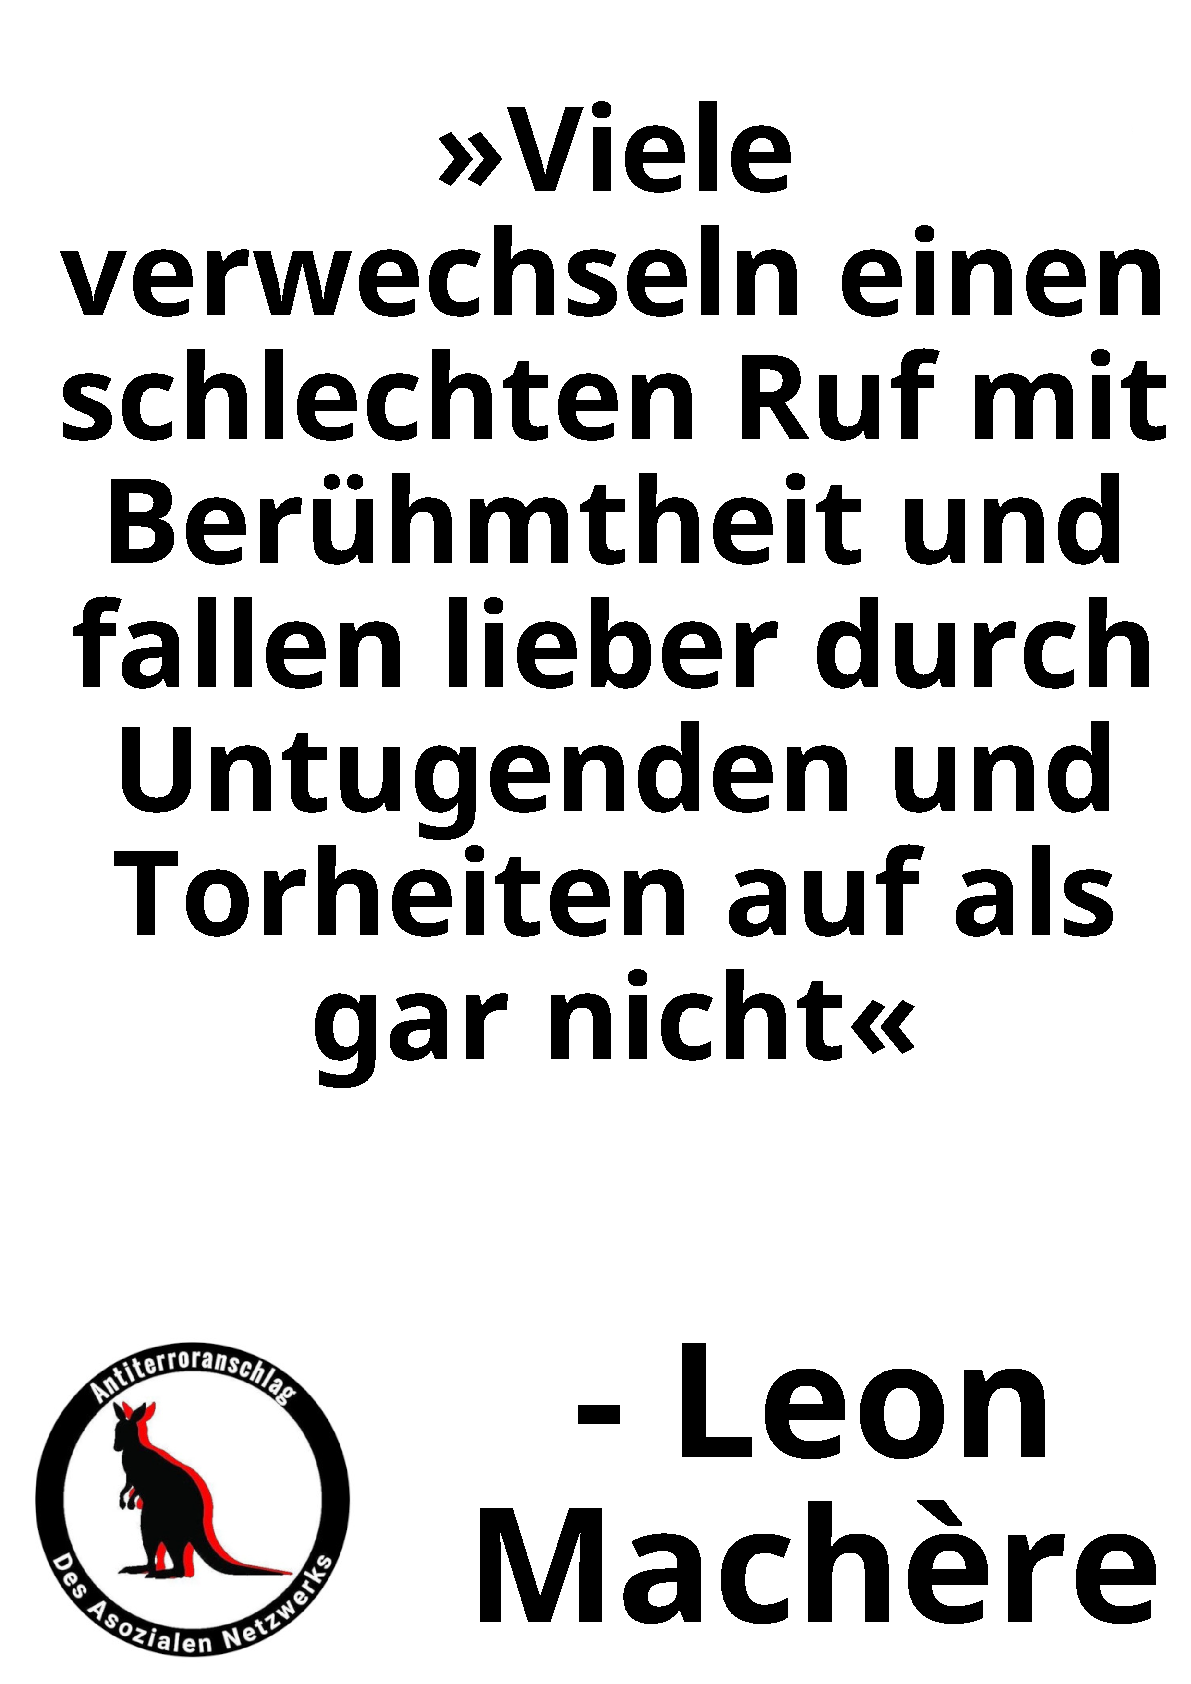 »Viele
verwechseln einen
schlechten Ruf mit
Berühmtheit und
fallen lieber durch
Untugenden und
Torheiten auf als
gar nicht«
- Leon
Machère
Antiterroranschlag
Des Asozialen Netzwerks